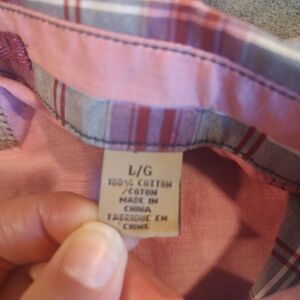 L/G
100% COTTON
/COTON
MADE IN
CHINA
FABRIQUE EN
CHINE